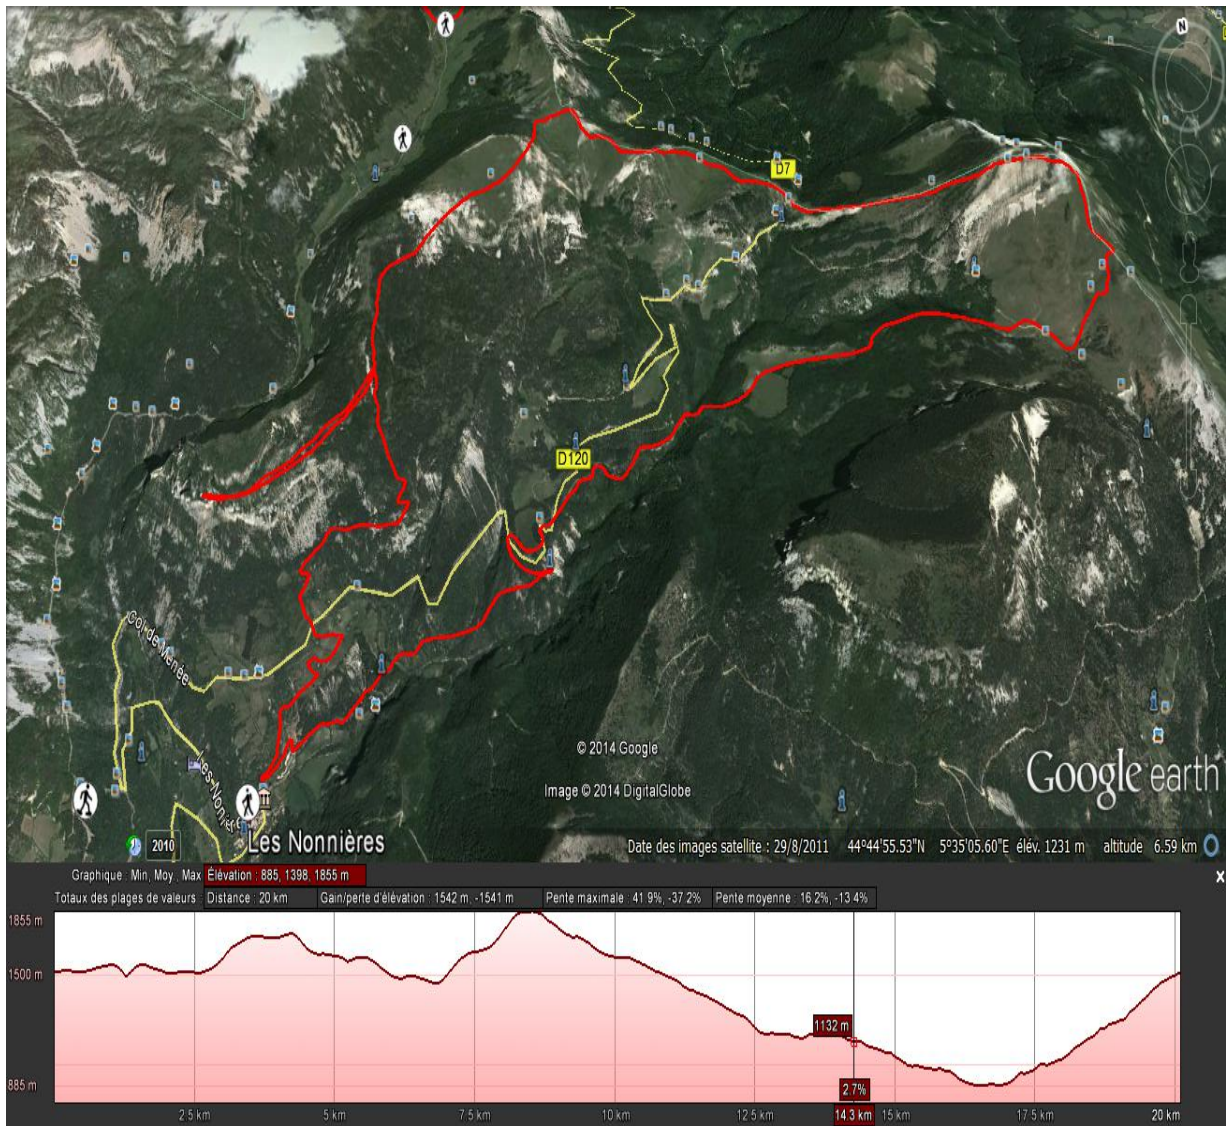 N
D7
D120
Col de Menée
Les Nonnières
© 2014 Google
Image © 2014 DigitalGlobe
Google earth
2010
Les Nonnières
Date des images satellite : 29/8/2011 44°44'55.53"N 5°35'05.60"E élév. 1231 m altitude 6.59 km
Graphique : Min, Moy , Max Élévation : 885, 1398, 1855 m
Totaux des plages de valeurs : Distance : 20 km Gain/perte d'élévation : 1542 m, -1541 m Pente maximale : 41.9%, -37.2% Pente moyenne : 16.2%, -13.4%
1855 m
1500 m
1132 m
885 m
2.7%
2.5 km 5 km 7.5 km 10 km 12.5 km 14.3 km 15 km 17.5 km 20 km